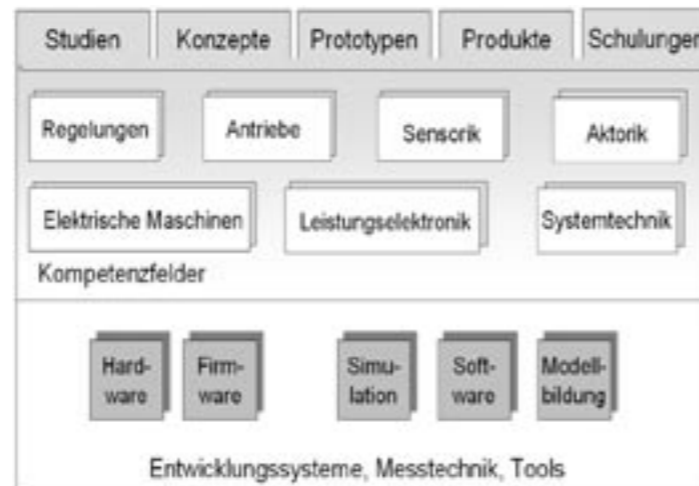 Studien Konzepte Prototypen Produkte Schulungen
Regelungen Antriebe Sensorik Aktorik
Elektrische Maschinen Leistungselektronik Systemtechnik
Kompetenzfelder
Hard- Firm- Simu- Soft- Modell-
ware ware lation ware bildung
Entwicklungssysteme, Messtechnik, Tools